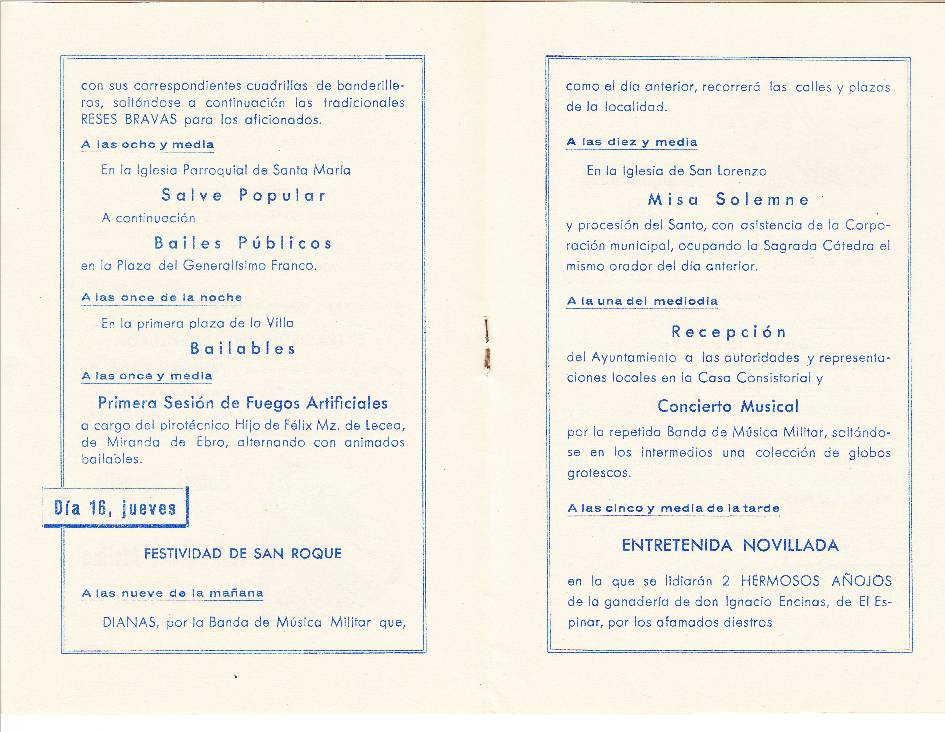 con sus correspondientes cuadrillas de banderille-
ros, soltándose a continuación las tradicionales
RESES BRAVAS para los aficionados.
A las ocho y media
En la Iglesia Parroquial de Santa María
Salve Popular
A continuación
Bailes Públicos
en la Plaza del Generalísimo Franco.
A las once de la noche
En la primera plaza de la Villa
Bailables
A las once y media
Primera Sesión de Fuegos Artificiales
a cargo del pirotécnico Hijo de Félix Mz. de Lecea,
de Miranda de Ebro, alternando con animados
bailables.
Día 16, jueves
FESTIVIDAD DE SAN ROQUE
A las nueve de la mañana
DIANAS, por la Banda de Música Militar que,
como el día anterior, recorrerá las calles y plazas
de la localidad.
A las diez y media
En la Iglesia de San Lorenzo
Misa Solemne
y procesión del Santo, con asistencia de la Corpo-
ración municipal, ocupando la Sagrada Cátedra el
mismo orador del día anterior.
A la una del mediodía
Recepción
del Ayuntamiento a las autoridades y representa-
ciones locales en la Casa Consistorial y
Concierto Musical
por la repetida Banda de Música Militar, soltándo-
se en los intermedios una colección de globos
grotescos.
A las cinco y media de la tarde
ENTRETENIDA NOVILLADA
en la que se lidiarán 2 HERMOSOS AÑOJOS
de la ganadería de don Ignacio Encinas, de El Es-
pinar, por los afamados diestros